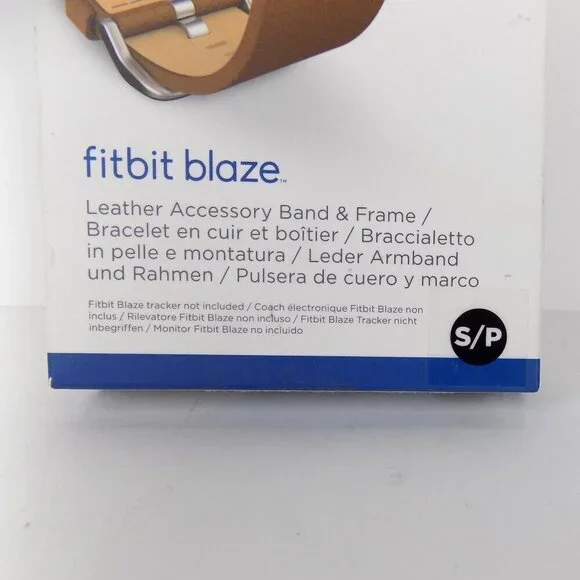 fitbit blaze™
Leather Accessory Band & Frame /
Bracelet en cuir et boîtier / Braccialetto
in pelle e montatura / Leder Armband
und Rahmen / Pulsera de cuero y marco
Fitbit Blaze tracker not included / Coach électronique Fitbit Blaze non
inclus / Rilevatore Fitbit Blaze non incluso / Fitbit Blaze Tracker nicht
inbegriffen / Monitor Fitbit Blaze no incluido
S/P